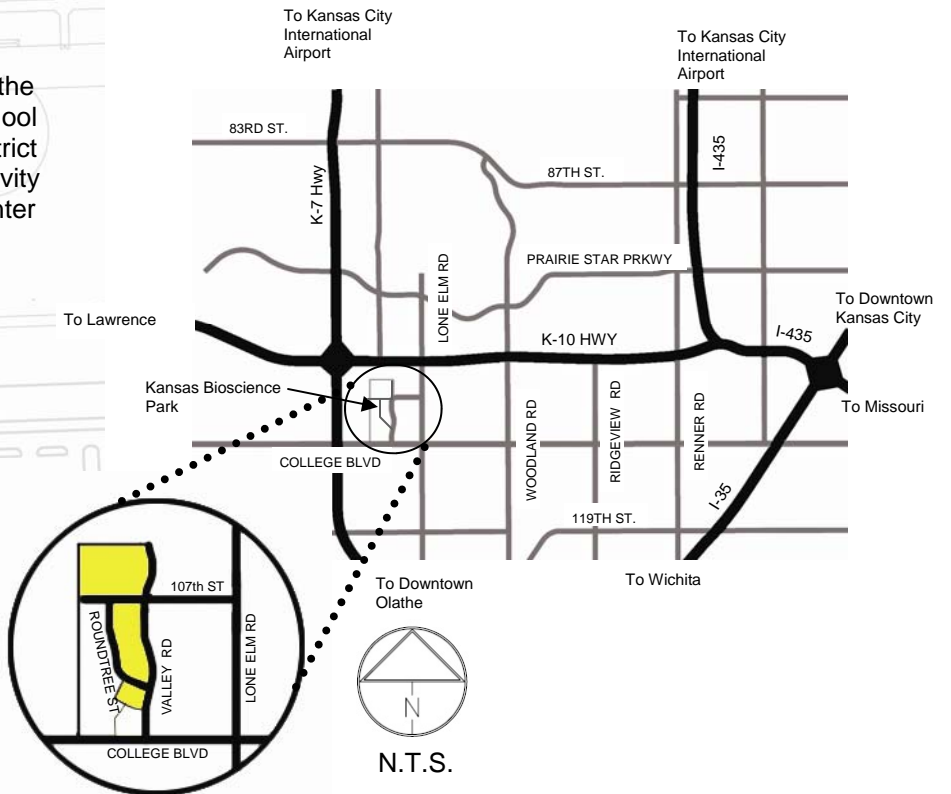 the
ool
trict
vity
nter
To Kansas City
International
Airport
To Kansas City
International
Airport
83RD ST.
87TH ST.
K-7 Hwy
I-435
LONE ELM RD
PRAIRIE STAR PRKWY
To Lawrence
K-10 HWY
I-435
To Downtown
Kansas City
Kansas Bioscience
Park
To Missouri
COLLEGE BLVD
WOODLAND RD
RIDGEVIEW RD
RENNER RD
119TH ST.
I-35
To Downtown
Olathe
To Wichita
107th ST
ROUNDTREE ST
VALLEY RD
LONE ELM RD
COLLEGE BLVD
N
N.T.S.